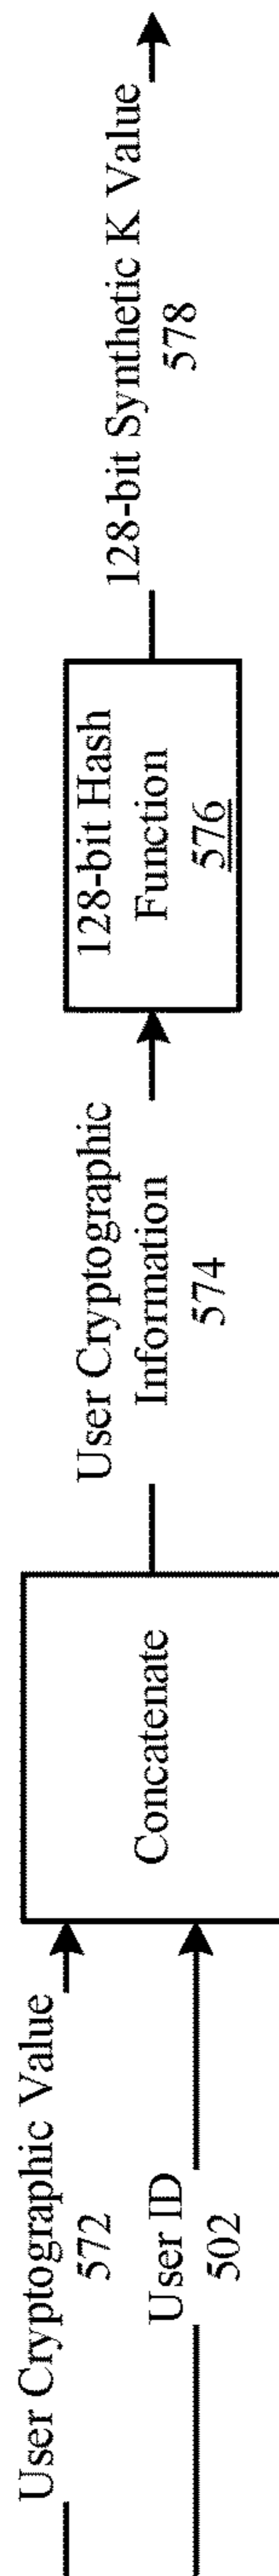 User Cryptographic Value
572
User ID
502
Concatenate
User Cryptographic
Information
574
128-bit Hash
Function
576
128-bit Synthetic K Value
578